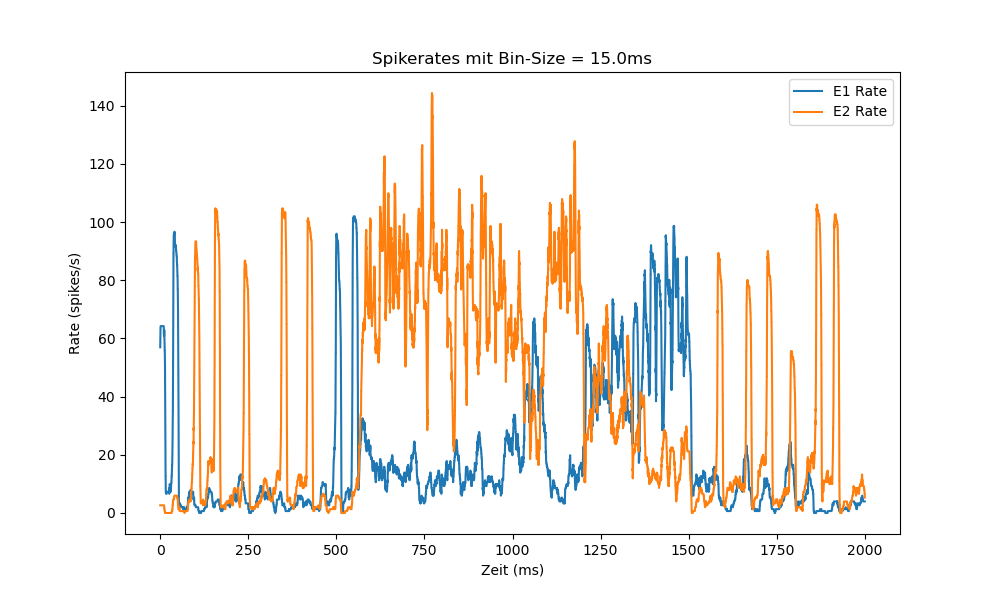 Spikerates mit Bin-Size = 15.0ms
E1 Rate
E2 Rate
140
120
100
80
60
40
20
0
Rate (spikes/s)
0 250 500 750 1000 1250 1500 1750 2000
Zeit (ms)